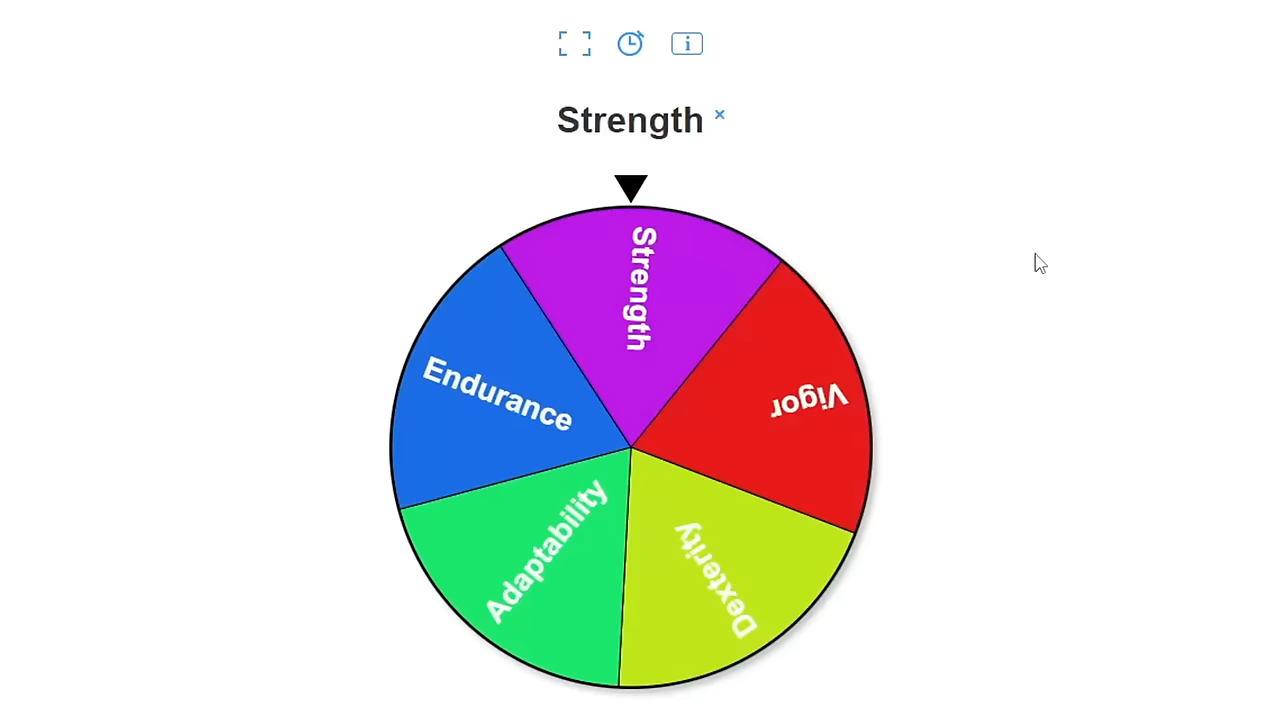 i
Strength ×
Strength
Endurance
Vigor
Adaptability
Dexterity